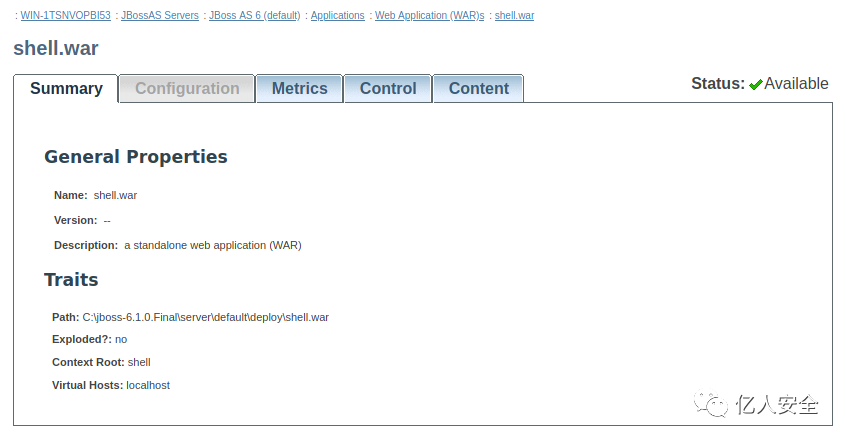 : WIN-1TSNVOPBI53 : JBossAS Servers : JBoss AS 6 (default) : Applications : Web Application (WAR)s : shell.war
shell.war
Summary Configuration Metrics Control Content Status: Available
General Properties
Name: shell.war
Version: --
Description: a standalone web application (WAR)
Traits
Path: C:\jboss-6.1.0.Final\server\default\deploy\shell.war
Exploded?: no
Context Root: shell
Virtual Hosts: localhost
亿人安全